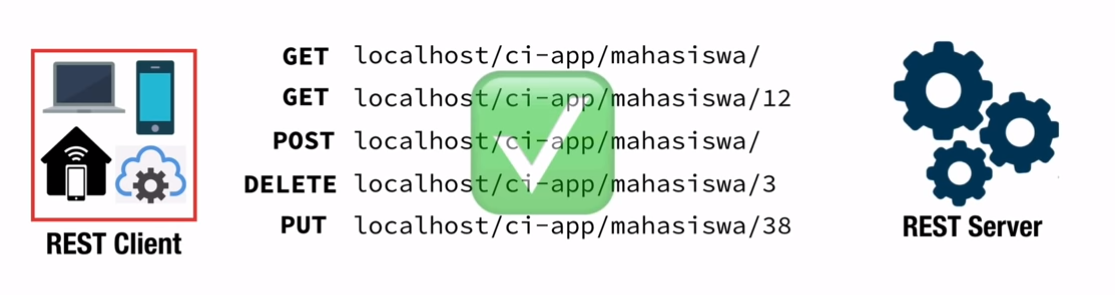 GET localhost/ci-app/mahasiswa/
GET localhost/ci-app/mahasiswa/12
POST localhost/ci-app/mahasiswa/
DELETE localhost/ci-app/mahasiswa/3
PUT localhost/ci-app/mahasiswa/38
REST Client
REST Server